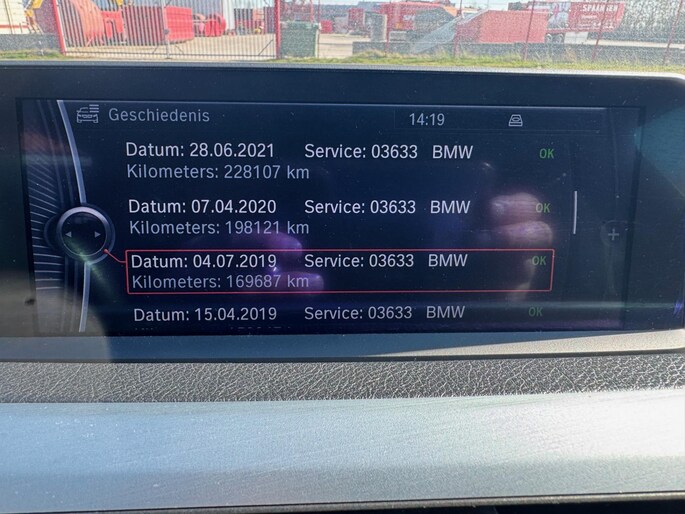 SPARK
Geschiedenis 14:19
Datum: 28.06.2021 Service: 03633 BMW OK
Kilometers: 228107 km
Datum: 07.04.2020 Service: 03633 BMW OK
Kilometers: 198121 km
Datum: 04.07.2019 Service: 03633 BMW OK
Kilometers: 169687 km
Datum: 15.04.2019 Service: 03633 BMW OK